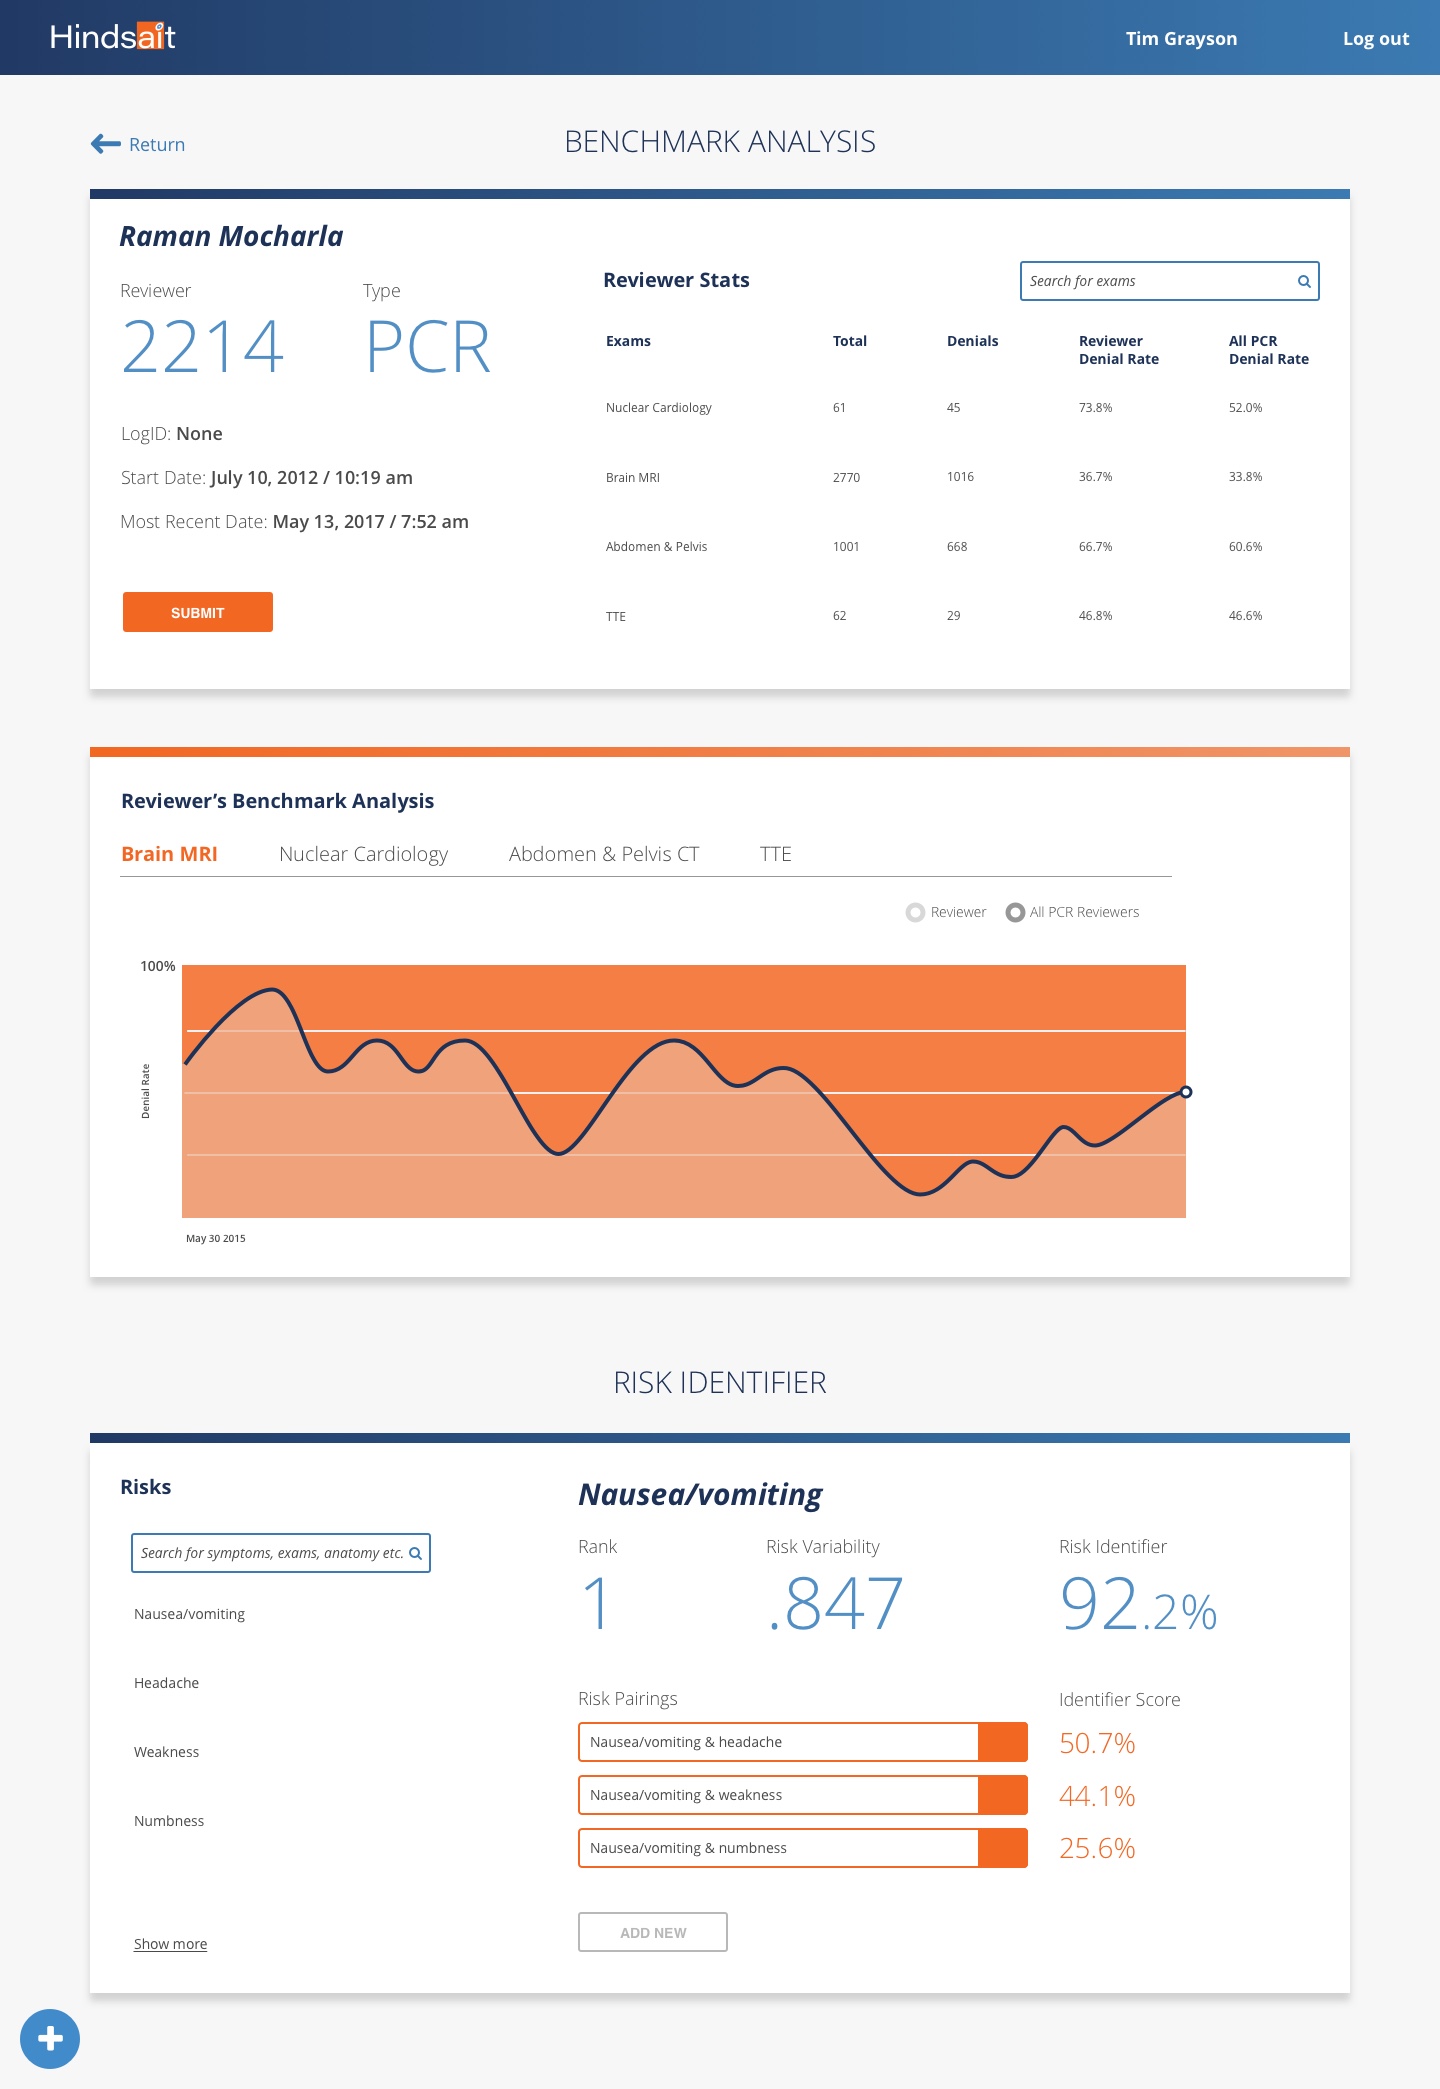 Hindsait
Tim Grayson
Log out
Return
BENCHMARK ANALYSIS
Raman Mocharla
Reviewer
Type
2214
PCR
LogID: None
Start Date: July 10, 2012 / 10:19 am
Most Recent Date: May 13, 2017 / 7:52 am
SUBMIT
Reviewer Stats
Search for exams
Exams Total Denials Reviewer Denial Rate All PCR Denial Rate
Nuclear Cardiology 61 45 73.8% 52.0%
Brain MRI 2770 1016 36.7% 33.8%
Abdomen & Pelvis 1001 668 66.7% 60.6%
TTE 62 29 46.8% 46.6%
Reviewer’s Benchmark Analysis
Brain MRI Nuclear Cardiology Abdomen & Pelvis CT TTE
Reviewer All PCR Reviewers
100%
Denial Rate
May 30 2015
RISK IDENTIFIER
Risks
Search for symptoms, exams, anatomy etc.
Nausea/vomiting
Headache
Weakness
Numbness
Show more
Nausea/vomiting
Rank Risk Variability Risk Identifier
1 .847 92.2%
Risk Pairings Identifier Score
Nausea/vomiting & headache 50.7%
Nausea/vomiting & weakness 44.1%
Nausea/vomiting & numbness 25.6%
ADD NEW